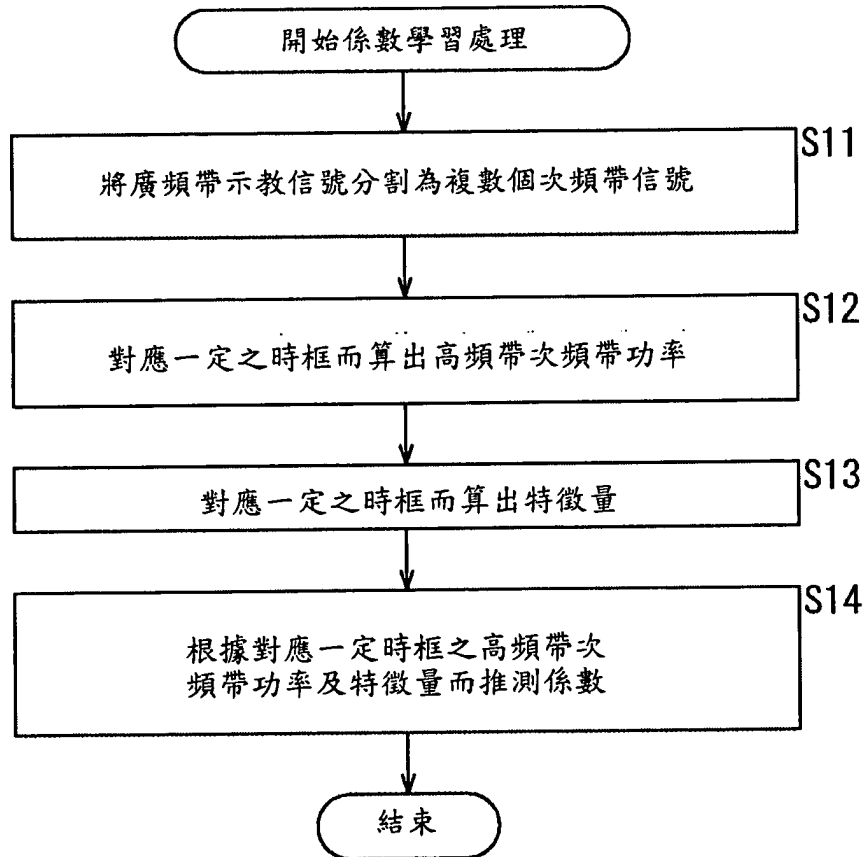 開始係數學習處理
S11
將廣頻帶示教信號分割為複數個次頻帶信號
S12
對應一定之時框而算出高頻帶次頻帶功率
S13
對應一定之時框而算出特徵量
S14
根據對應一定時框之高頻帶次
頻帶功率及特徵量而推測係數
結束